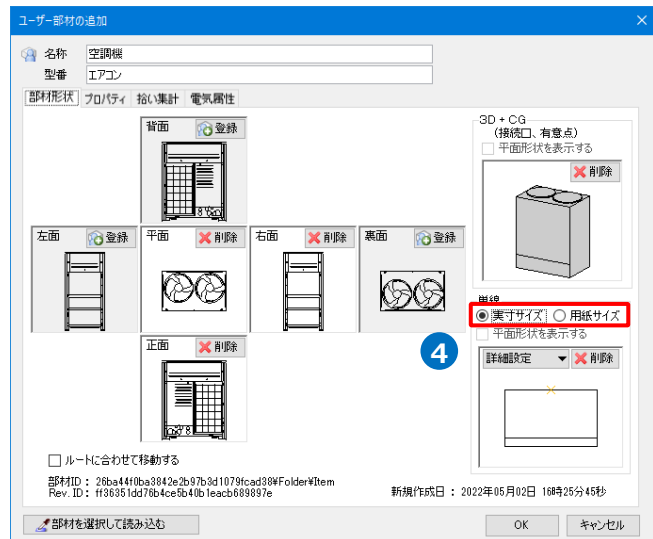 ユーザー部材の追加
名称 空調機
型番 エアコン
部材形状 プロパティ 拾い集計 電気属性
背面 登録
3D + CG
(接続口、有意点)
平面形状を表示する
削除
左面 登録 平面 削除 右面 削除 裏面 登録
単線
実寸サイズ 用紙サイズ
平面形状を表示する
正面 削除
4
詳細設定 削除
ルートに合わせて移動する
部材ID : 26ba44f0ba3842e2b97b3d1079fcad38¥Folder¥Item
Rev. ID : ff36351dd76b4ce5b40b1eacb689897e
新規作成日 : 2022年05月02日 16時25分45秒
部材を選択して読み込む OK キャンセル